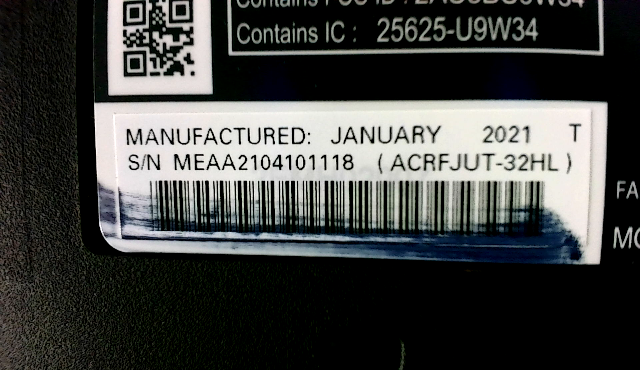 Contains IC : 25625-U9W34
MANUFACTURED: JANUARY 2021 T
S/N MEAA2104101118 ( ACRFJUT-32HL )